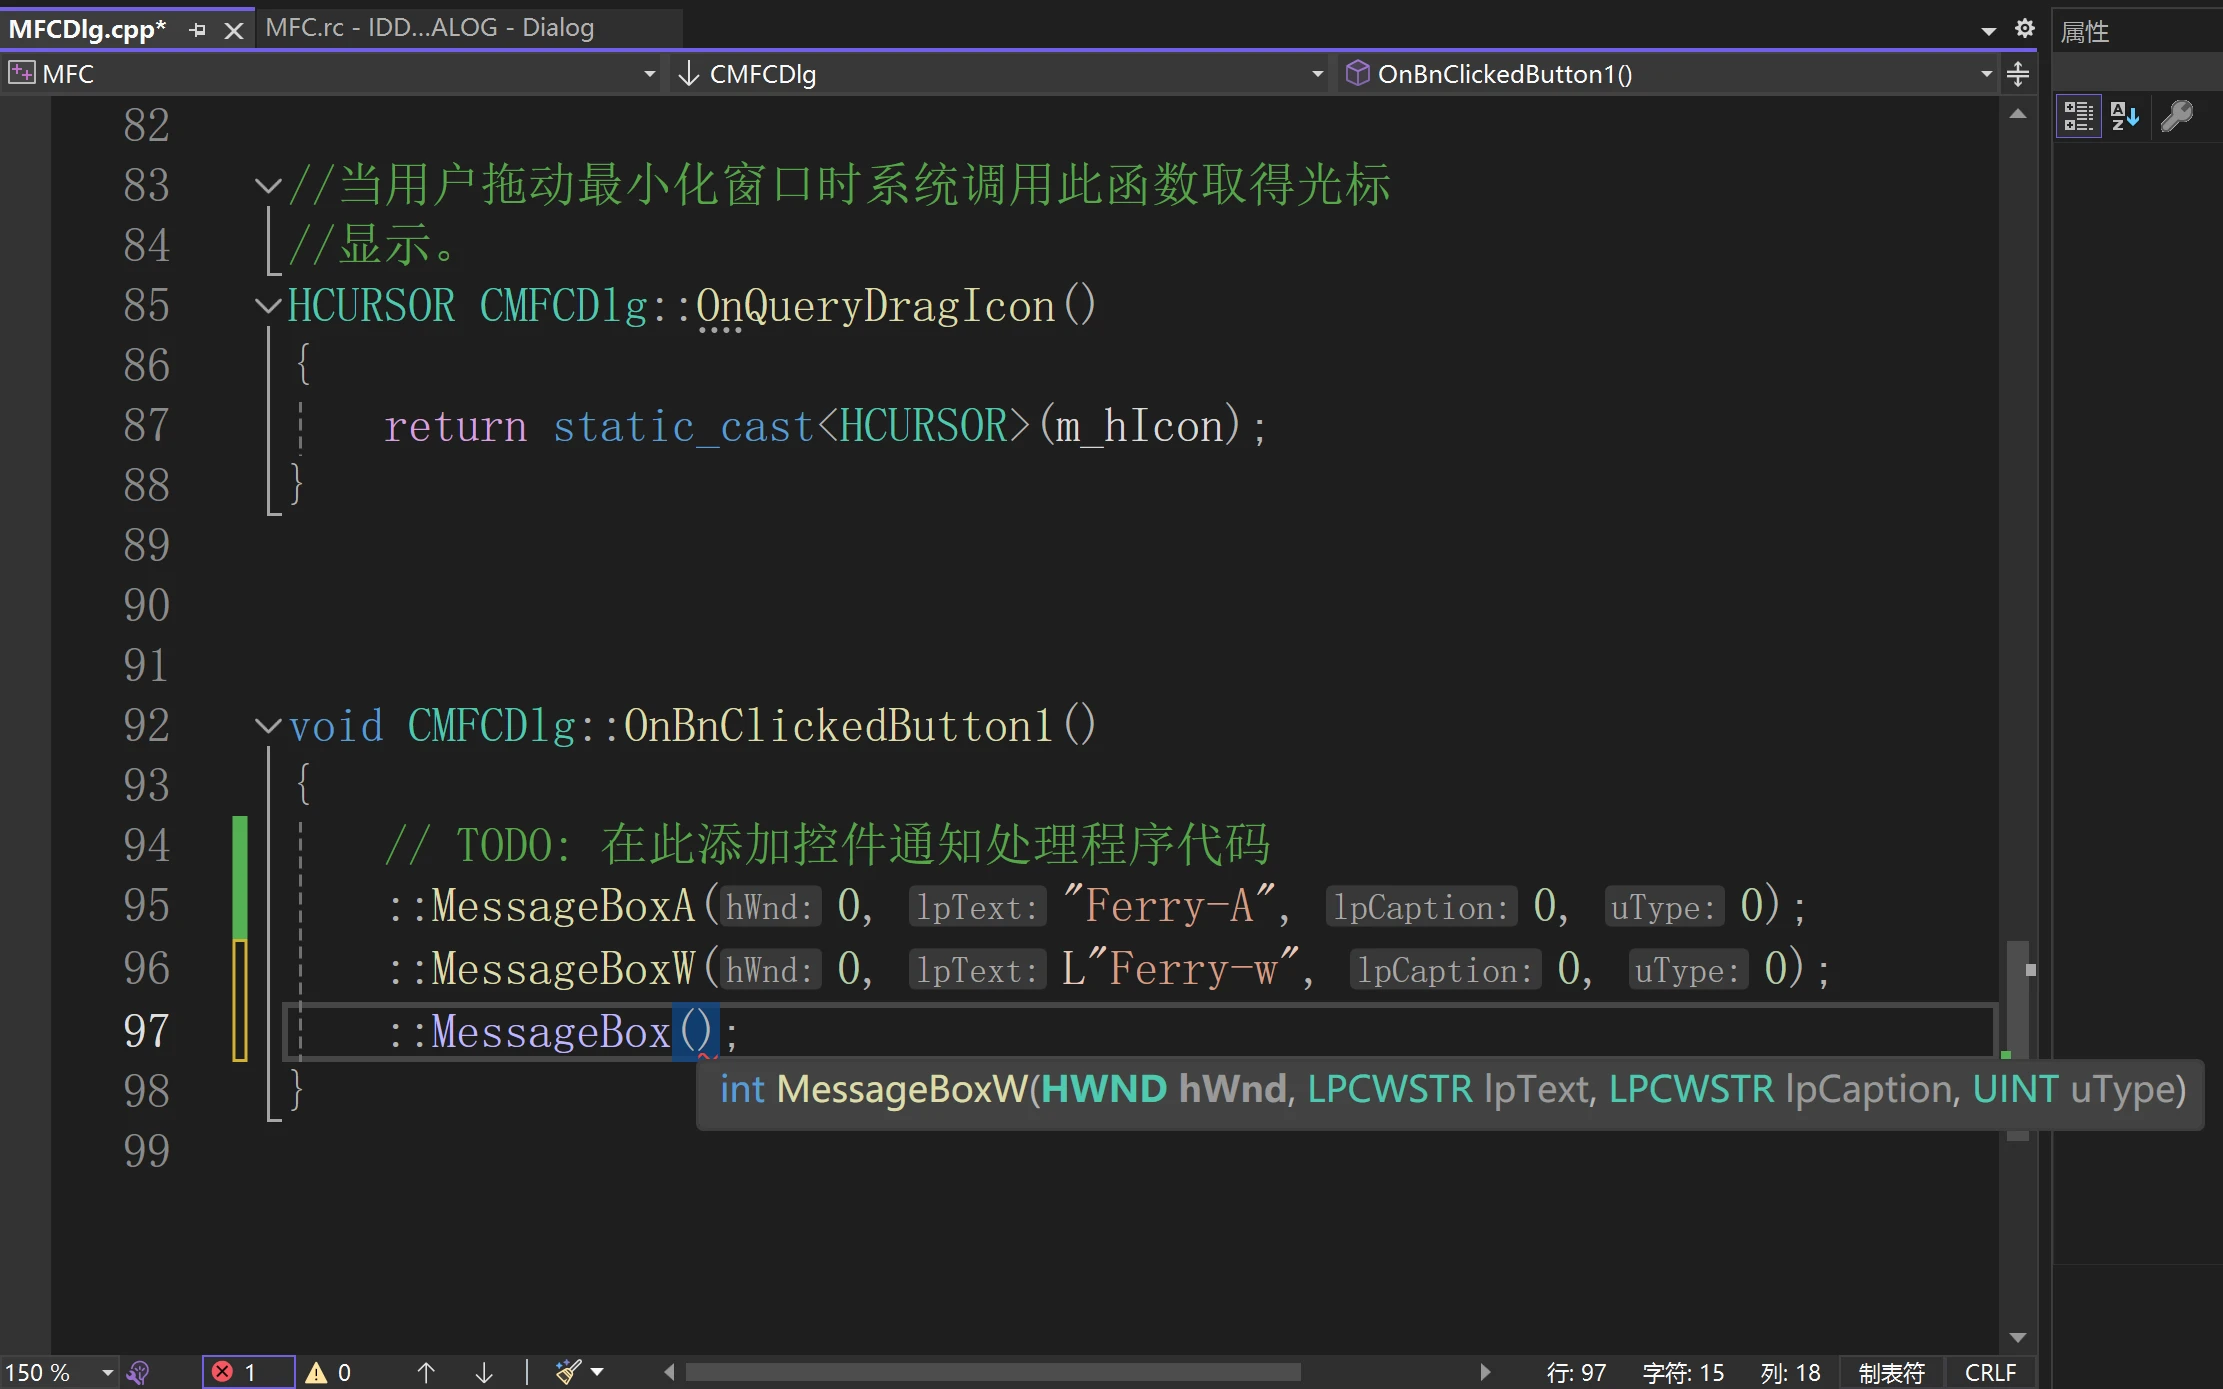 MFCDlg.cpp* MFC.rc - IDD...ALOG - Dialog
属性
MFC CMFCDlg OnBnClickedButton1()
82
83 //当用户拖动最小化窗口时系统调用此函数取得光标
84 //显示。
85 HCURSOR CMFCDlg::OnQueryDragIcon()
86 {
87 return static_cast<HCURSOR>(m_hIcon);
88 }
89
90
91
92 void CMFCDlg::OnBnClickedButton1()
93 {
94 // TODO: 在此添加控件通知处理程序代码
95 ::MessageBoxA(hWnd: 0, lpText: "Ferry-A", lpCaption: 0, uType: 0);
96 ::MessageBoxW(hWnd: 0, lpText: L"Ferry-w", lpCaption: 0, uType: 0);
97 ::MessageBox();
98 }
int MessageBoxW(HWND hWnd, LPCWSTR lpText, LPCWSTR lpCaption, UINT uType)
99
150 % 1 0 行: 97 字符: 15 列: 18 制表符 CRLF